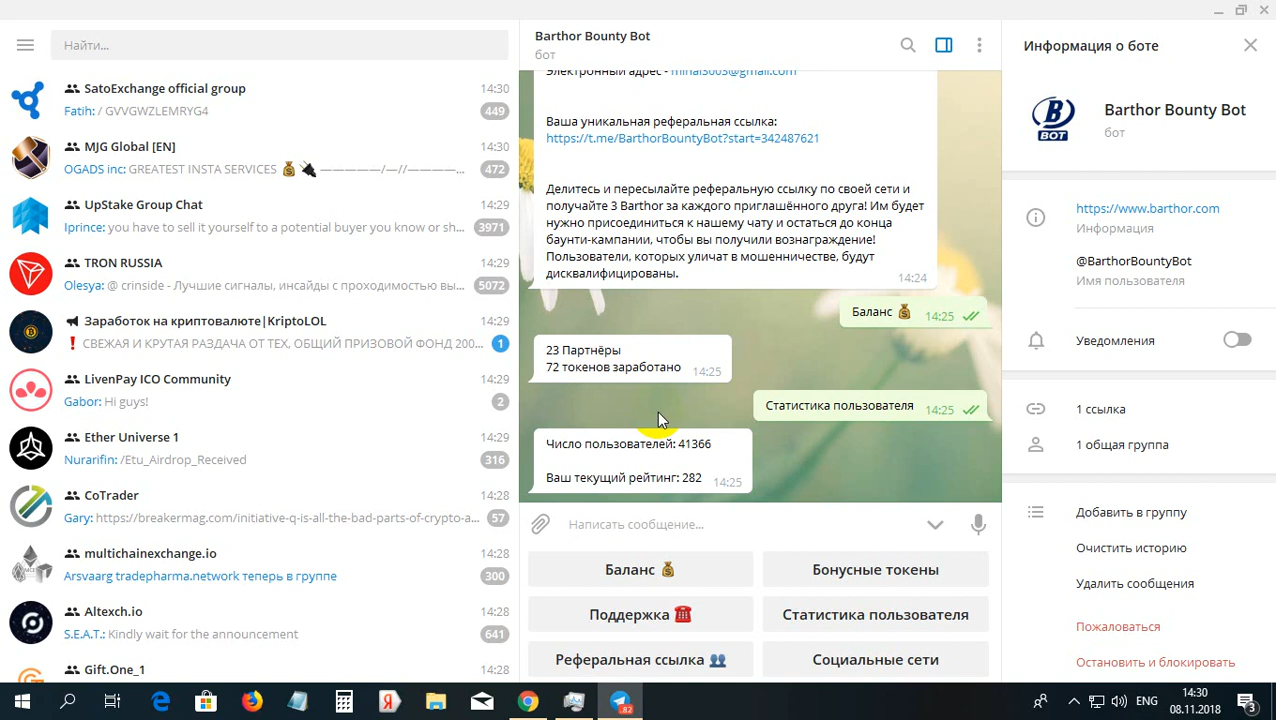 Найти...
SatoExchange official group 14:30
Fatih: / GVVGWZLEMRYG4 449
MJG Global [EN] 14:30
OGADS inc: GREATEST INSTA SERVICES 💰 🔌 —————/—//————... 472
UpStake Group Chat 14:29
Iprince: you have to sell it yourself to a potential buyer you know or sh... 3971
TRON RUSSIA 14:29
Olesya: @ crinside - Лучшие сигналы, инсайды с проходимостью вы... 5072
Заработок на криптовалюте|KriptoLOL 14:29
❗ СВЕЖАЯ И КРУТАЯ РАЗДАЧА ОТ ТЕХ, ОБЩИЙ ПРИЗОВОЙ ФОНД 200... 1
LivenPay ICO Community 14:29
Gabor: Hi guys! 2
Ether Universe 1 14:29
Nurarifin: /Etu_Airdrop_Received 316
CoTrader 14:28
Gary: https://breakermag.com/initiative-q-is-all-the-bad-parts-of-crypto-a... 57
multichainexchange.io 14:28
Arsvaarg tradepharma.network теперь в группе 300
Altexch.io 14:28
S.E.A.T.: Kindly wait for the announcement 641
Gift.One_1 14:28
Barthor Bounty Bot
бот
Электронный адрес - minai3003@gmail.com
Ваша уникальная реферальная ссылка:
https://t.me/BarthorBountyBot?start=342487621
Делитесь и пересылайте реферальную ссылку по своей сети и
получайте 3 Barthor за каждого приглашённого друга! Им будет
нужно присоединиться к нашему чату и остаться до конца
баунти-кампании, чтобы вы получили вознаграждение!
Пользователи, которых уличат в мошенничестве, будут
дисквалифицированы. 14:24
Баланс 💰 14:25
23 Партнёры
72 токенов заработано 14:25
Статистика пользователя 14:25
Число пользователей: 41366
Ваш текущий рейтинг: 282 14:25
Написать сообщение...
Баланс 💰 Бонусные токены
Поддержка ☎ Статистика пользователя
Реферальная ссылка 👥 Социальные сети
Информация о боте
B
BOT
Barthor Bounty Bot
бот
https://www.barthor.com
Информация
@BarthorBountyBot
Имя пользователя
Уведомления
1 ссылка
1 общая группа
Добавить в группу
Очистить историю
Удалить сообщения
Пожаловаться
Остановить и блокировать
Я
82
ENG
14:30
08.11.2018
3